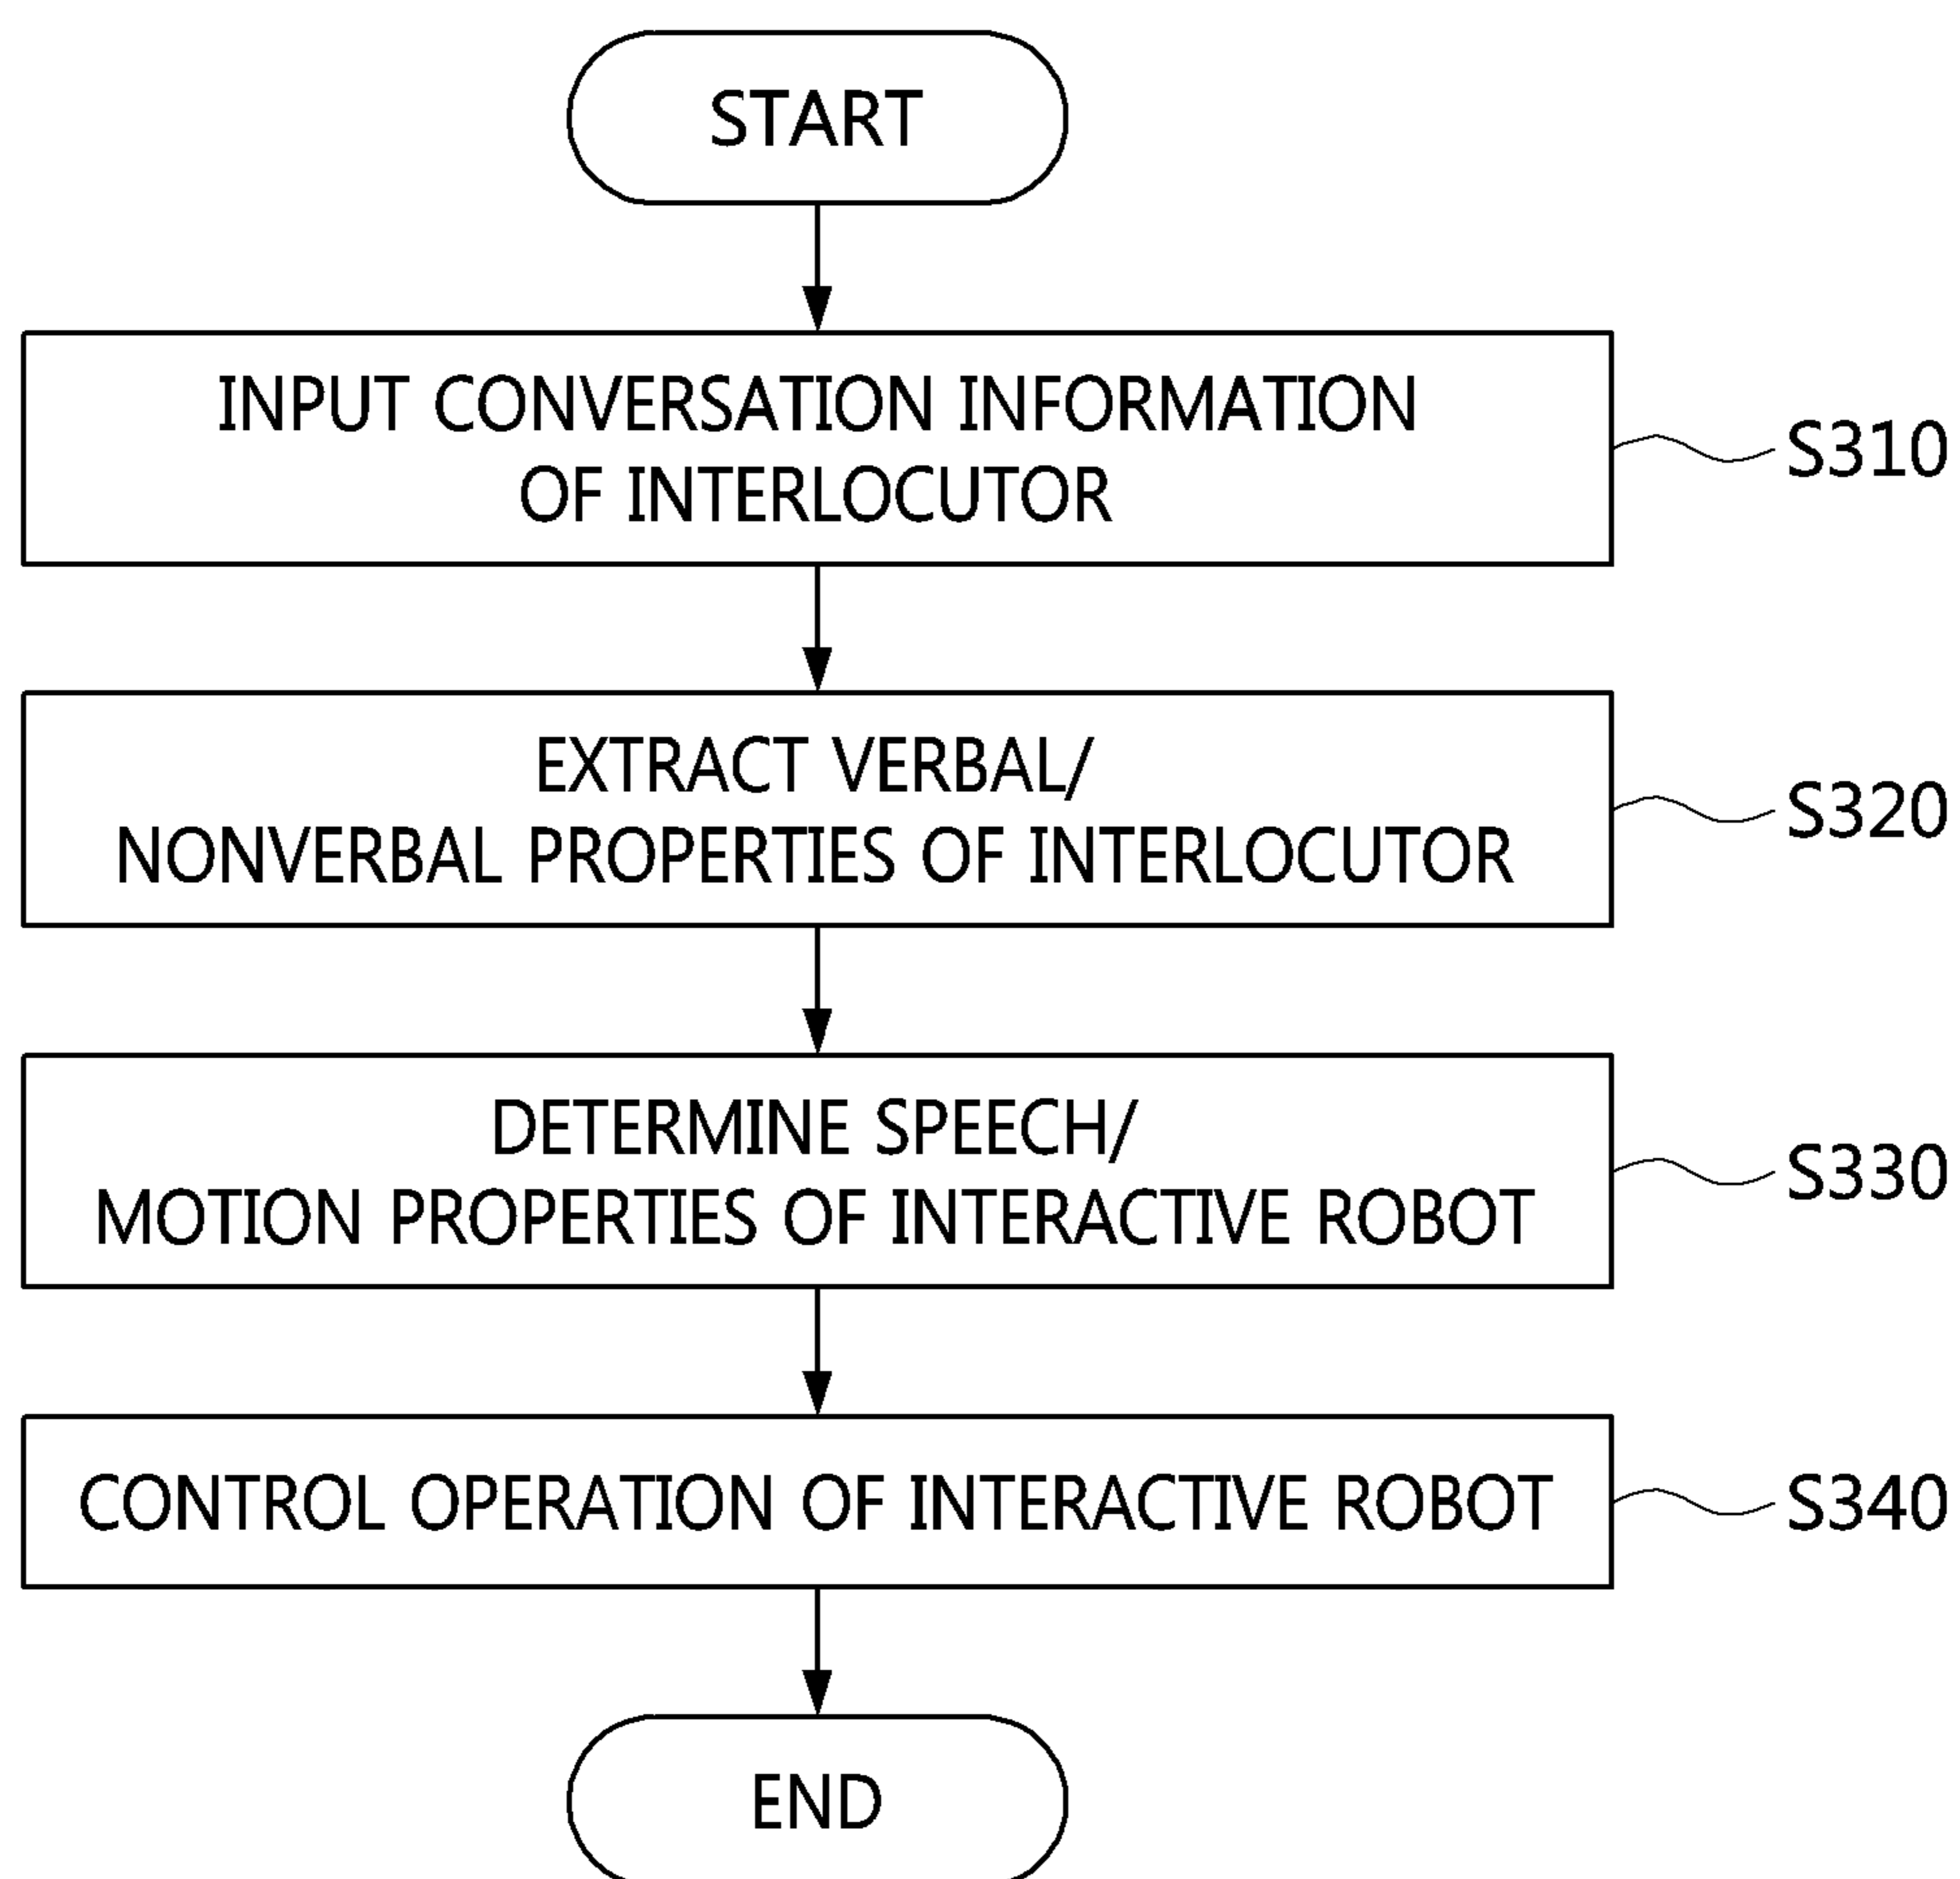 START
INPUT CONVERSATION INFORMATION
OF INTERLOCUTOR
S310
EXTRACT VERBAL/
NONVERBAL PROPERTIES OF INTERLOCUTOR
S320
DETERMINE SPEECH/
MOTION PROPERTIES OF INTERACTIVE ROBOT
S330
CONTROL OPERATION OF INTERACTIVE ROBOT
S340
END